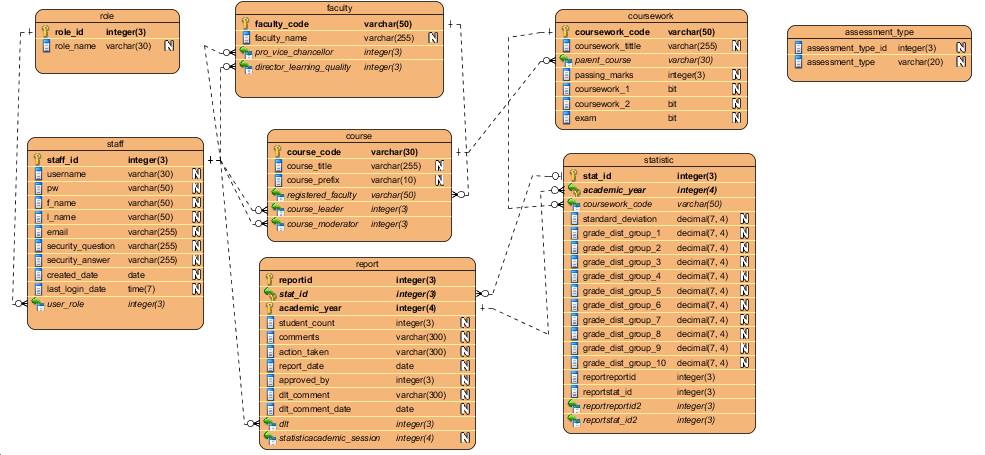 role
role_id integer(3)
role_name varchar(30) N
faculty
faculty_code varchar(50)
faculty_name varchar(255) N
pro_vice_chancellor integer(3)
director_learning_quality integer(3)
coursework
coursework_code varchar(50)
coursework_tittle varchar(255) N
parent_course varchar(30)
passing_marks integer(3) N
coursework_1 bit N
coursework_2 bit N
exam bit N
assessment_type
assessment_type_id integer(3) N
assessment_type varchar(20) N
staff
staff_id integer(3)
username varchar(30) N
pw varchar(50) N
f_name varchar(50) N
l_name varchar(50) N
email varchar(255) N
security_question varchar(255) N
security_answer varchar(255) N
created_date date N
last_login_date time(7) N
user_role integer(3)
course
course_code varchar(30)
course_title varchar(255) N
course_prefix varchar(10) N
registered_faculty varchar(50)
course_leader integer(3)
course_moderator integer(3)
statistic
stat_id integer(3)
academic_year integer(4)
coursework_code varchar(50)
standard_deviation decimal(7, 4) N
grade_dist_group_1 decimal(7, 4) N
grade_dist_group_2 decimal(7, 4) N
grade_dist_group_3 decimal(7, 4) N
grade_dist_group_4 decimal(7, 4) N
grade_dist_group_5 decimal(7, 4) N
grade_dist_group_6 decimal(7, 4) N
grade_dist_group_7 decimal(7, 4) N
grade_dist_group_8 decimal(7, 4) N
grade_dist_group_9 decimal(7, 4) N
grade_dist_group_10 decimal(7, 4) N
reportreportid integer(3)
reportstat_id integer(3)
reportreportid2 integer(3)
reportstat_id2 integer(3)
report
reportid integer(3)
stat_id integer(3)
academic_year integer(4)
student_count integer(3) N
comments varchar(300) N
action_taken varchar(300) N
report_date date N
approved_by integer(3) N
dlt_comment varchar(300) N
dlt_comment_date date N
dlt integer(3)
statisticacademic_session integer(4) N